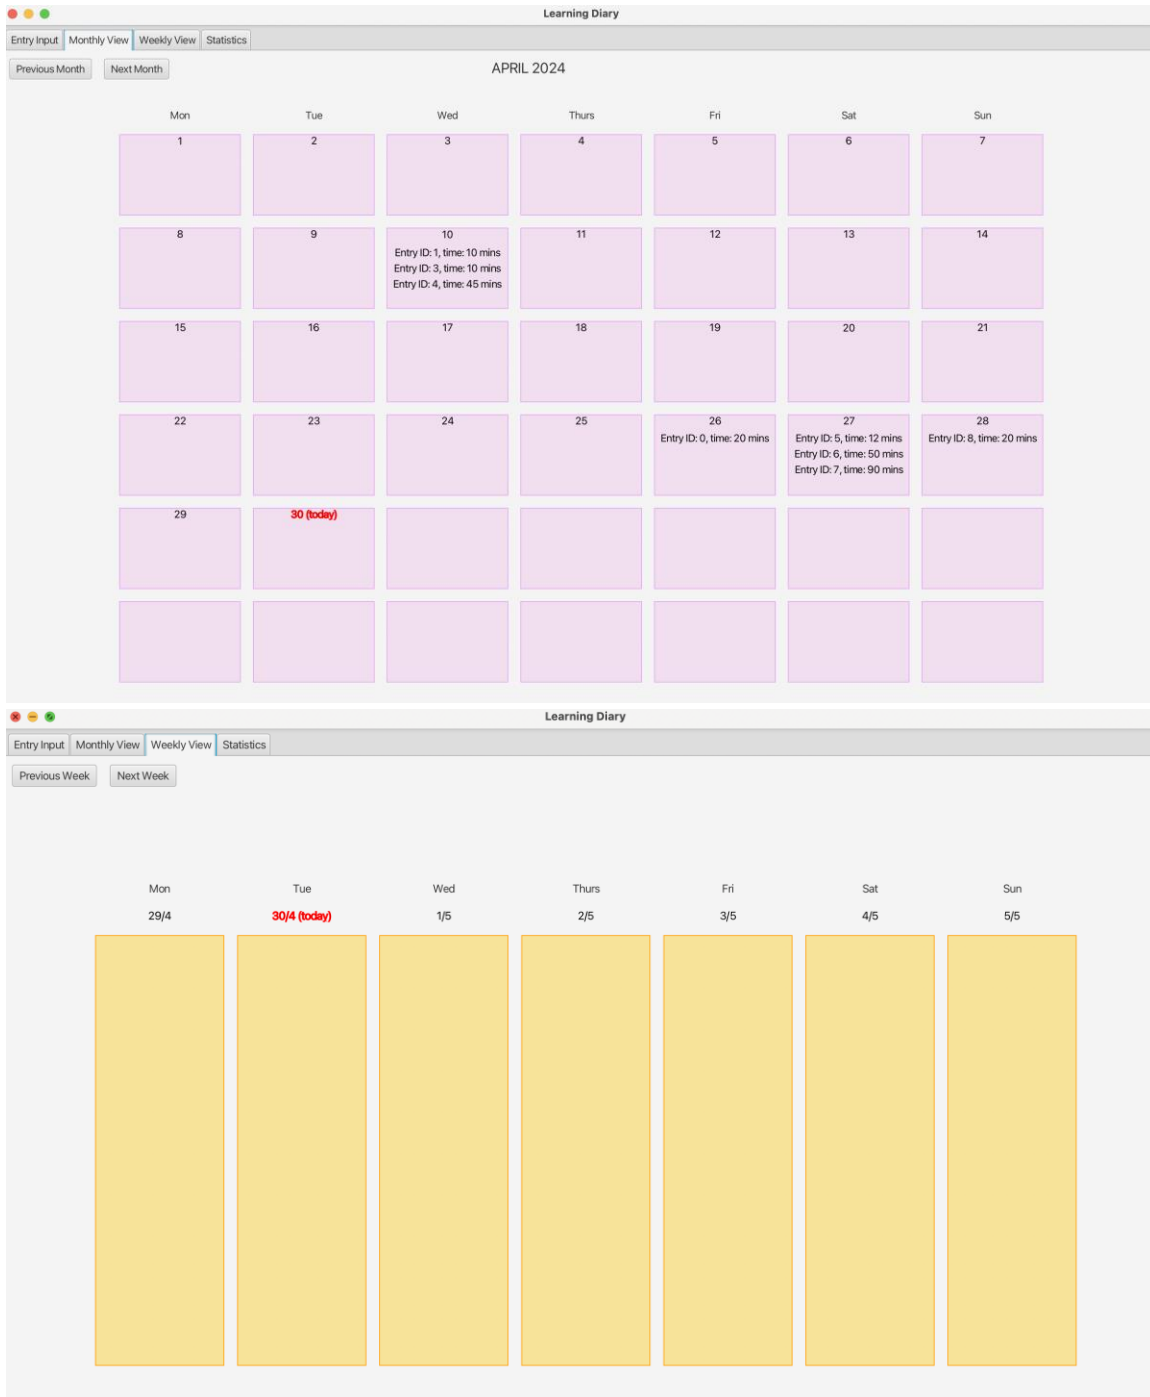 Learning Diary
Entry Input Monthly View Weekly View Statistics
Previous Month Next Month APRIL 2024
Mon Tue Wed Thurs Fri Sat Sun
1 2 3 4 5 6 7
8 9 10 11 12 13 14
Entry ID: 1, time: 10 mins
Entry ID: 3, time: 10 mins
Entry ID: 4, time: 45 mins
15 16 17 18 19 20 21
22 23 24 25 26 27 28
Entry ID: 0, time: 20 mins Entry ID: 5, time: 12 mins Entry ID: 8, time: 20 mins
Entry ID: 6, time: 50 mins
Entry ID: 7, time: 90 mins
29 30 (today)
Learning Diary
Entry Input Monthly View Weekly View Statistics
Previous Week Next Week
Mon Tue Wed Thurs Fri Sat Sun
29/4 30/4 (today) 1/5 2/5 3/5 4/5 5/5